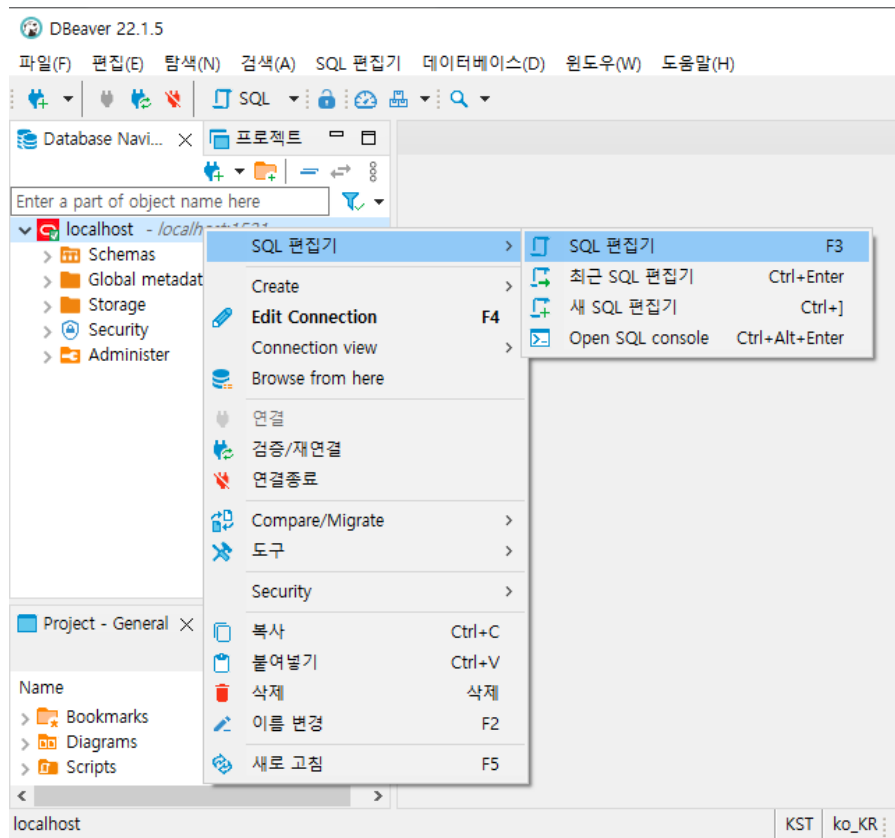 DBeaver 22.1.5
파일(F) 편집(E) 탐색(N) 검색(A) SQL 편집기 데이터베이스(D) 윈도우(W) 도움말(H)
SQL
Database Navi... 프로젝트
Enter a part of object name here
localhost - localhost:1521
Schemas
Global metadat
Storage
Security
Administer
SQL 편집기
Create
Edit Connection F4
Connection view
Browse from here
연결
검증/재연결
연결종료
Compare/Migrate
도구
Security
복사 Ctrl+C
붙여넣기 Ctrl+V
삭제 삭제
이름 변경 F2
새로 고침 F5
SQL 편집기 F3
최근 SQL 편집기 Ctrl+Enter
새 SQL 편집기 Ctrl+]
Open SQL console Ctrl+Alt+Enter
Project - General
Name
Bookmarks
Diagrams
Scripts
localhost KST ko_KR